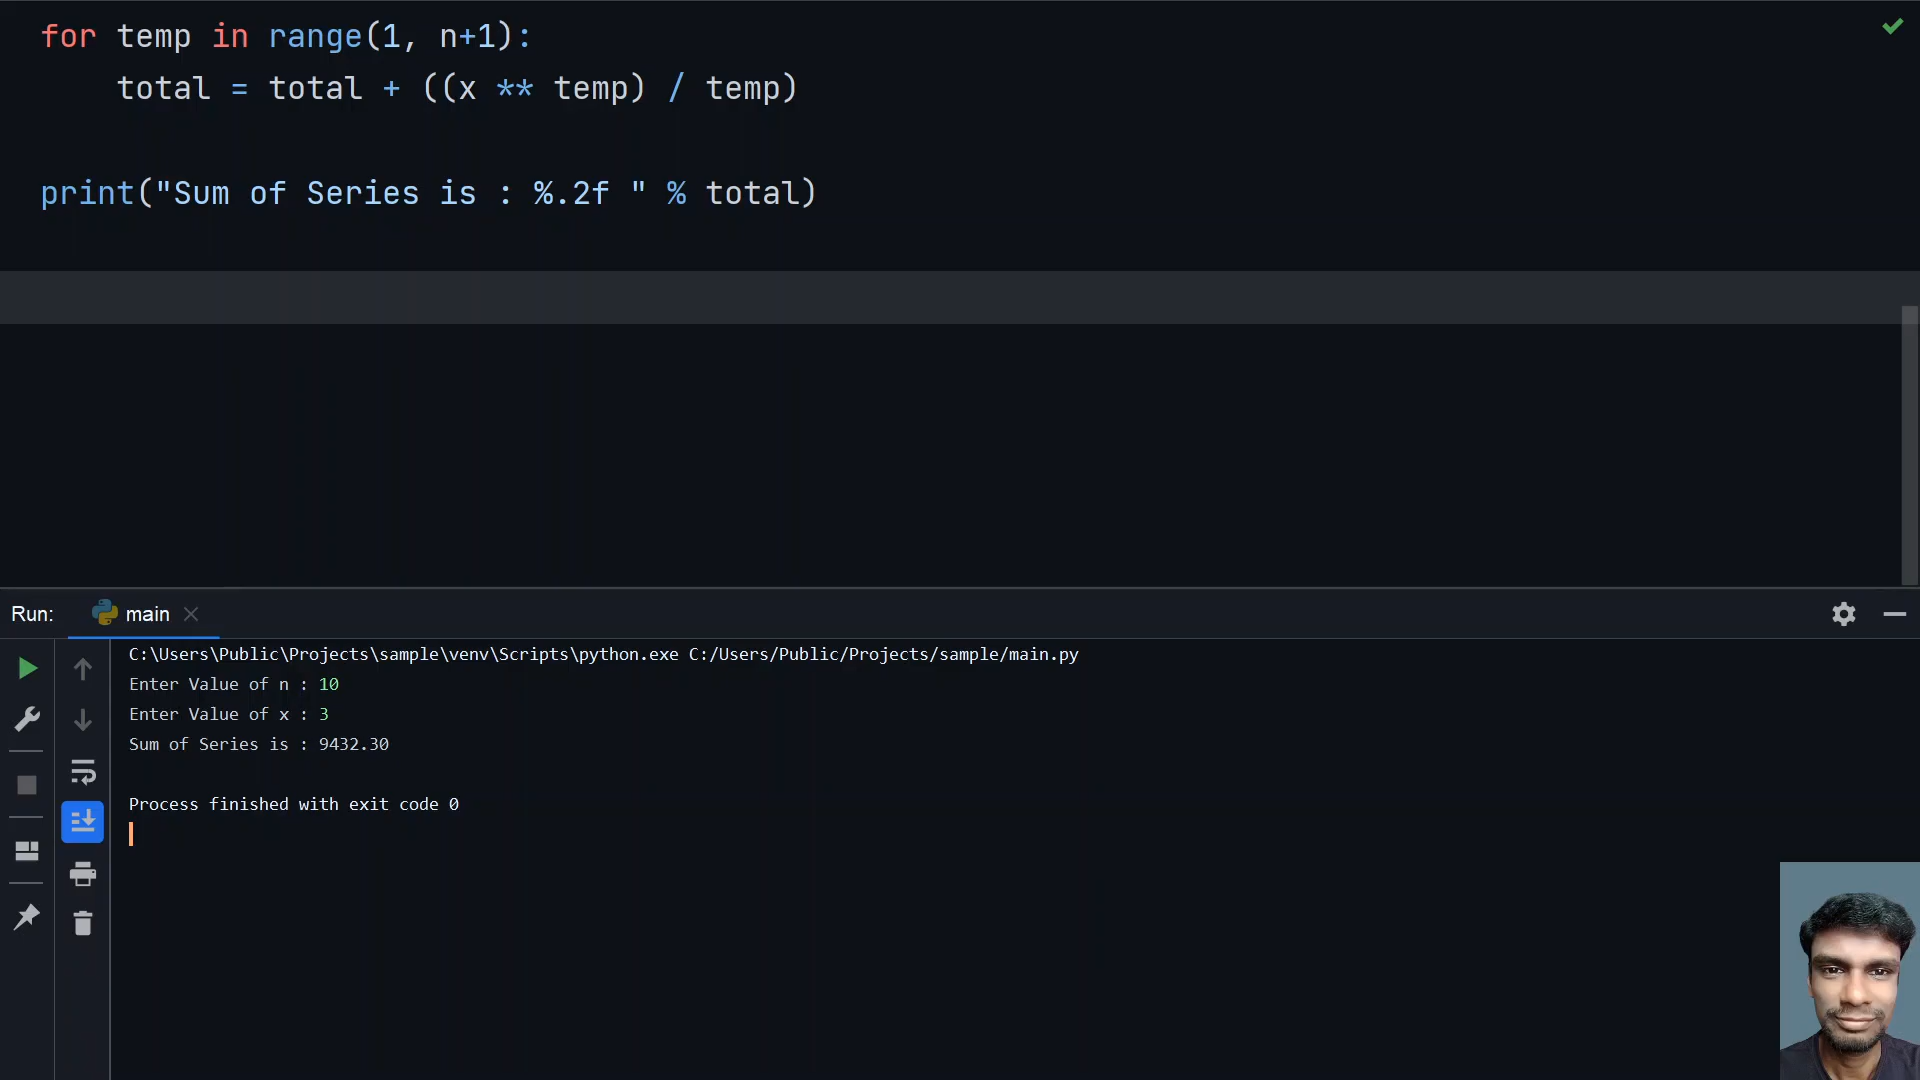 for temp in range(1, n+1):
total = total + ((x ** temp) / temp)
print("Sum of Series is : %.2f " % total)
Run:
main
C:\Users\Public\Projects\sample\venv\Scripts\python.exe C:/Users/Public/Projects/sample/main.py
Enter Value of n : 10
Enter Value of x : 3
Sum of Series is : 9432.30
Process finished with exit code 0